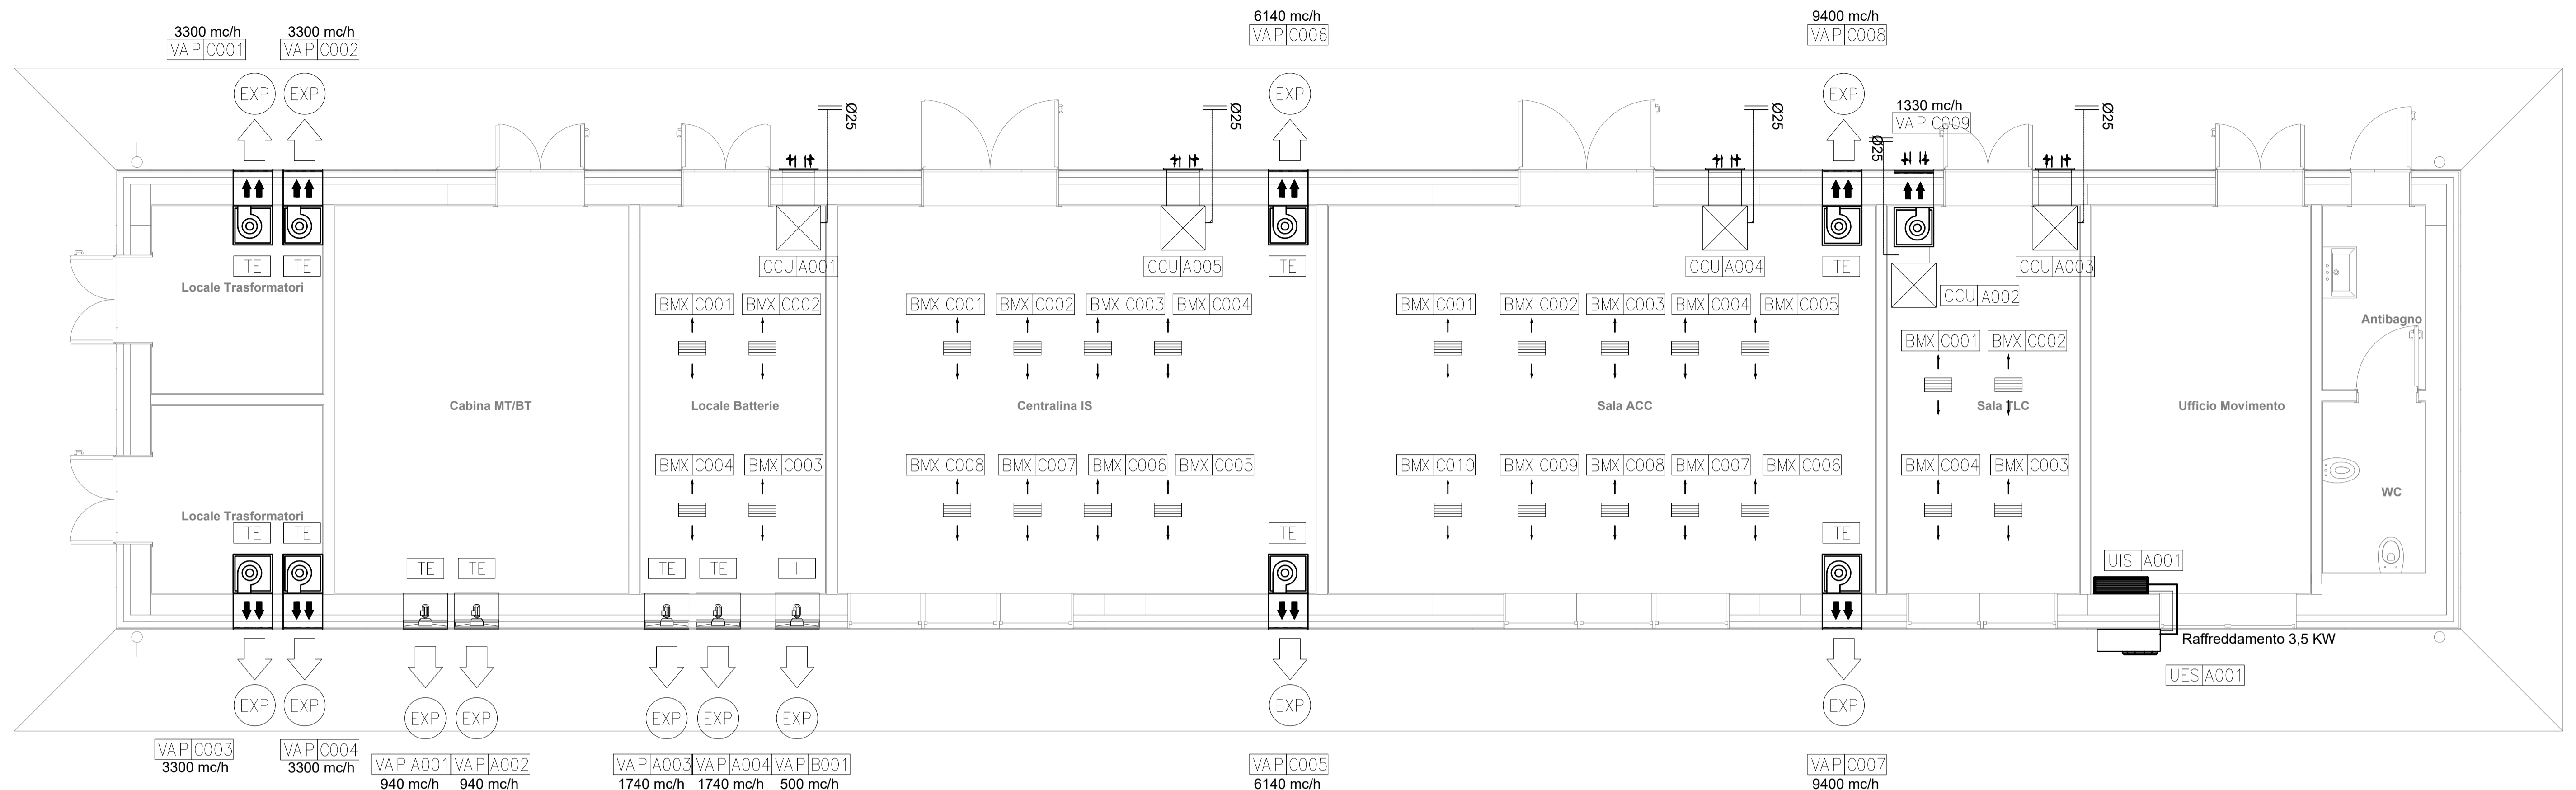 3300 mc/h
VAP C001
3300 mc/h
VAP C002
6140 mc/h
VAP C006
9400 mc/h
VAP C008
EXP
EXP
EXP
EXP
Ø25
Ø25
Ø25
1330 mc/h
VAP C009
Ø25
Ø25
TE
TE
CCU A001
CCU A005
TE
CCU A004
TE
CCU A003
CCU A002
Locale Trasformatori
BMX C001
BMX C002
BMX C001
BMX C002
BMX C003
BMX C004
BMX C001
BMX C002
BMX C003
BMX C004
BMX C005
BMX C001
BMX C002
Antibagno
Cabina MT/BT
Locale Batterie
Centralina IS
Sala ACC
Sala TLC
Ufficio Movimento
BMX C004
BMX C003
BMX C008
BMX C007
BMX C006
BMX C005
BMX C010
BMX C009
BMX C008
BMX C007
BMX C006
BMX C004
BMX C003
WC
Locale Trasformatori
TE
TE
TE
TE
TE
TE
TE
TE
I
UIS A001
Raffreddamento 3,5 KW
UES A001
EXP
EXP
EXP
EXP
EXP
EXP
EXP
EXP
EXP
VAP C003
3300 mc/h
VAP C004
3300 mc/h
VAP A001
940 mc/h
VAP A002
940 mc/h
VAP A003
1740 mc/h
VAP A004
1740 mc/h
VAP B001
500 mc/h
VAP C005
6140 mc/h
VAP C007
9400 mc/h